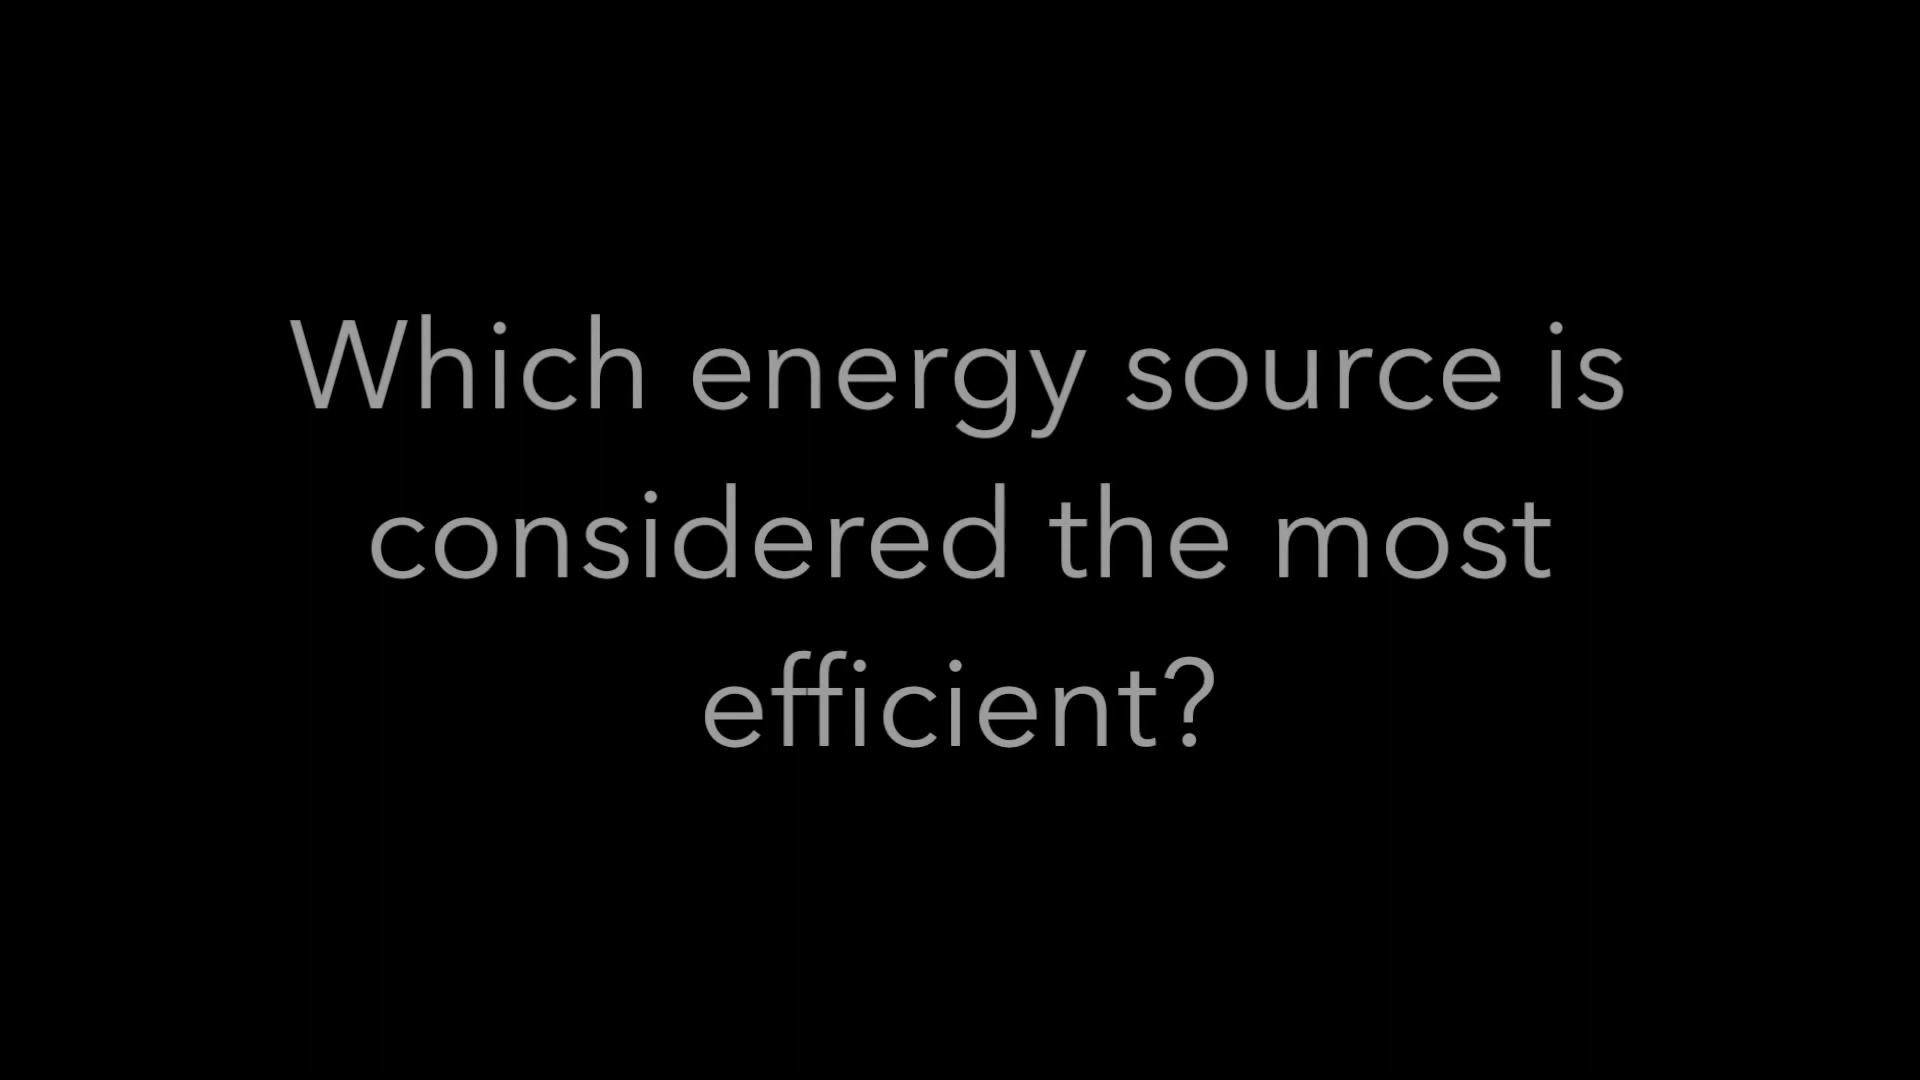 Which energy source is
considered the most
efficient?